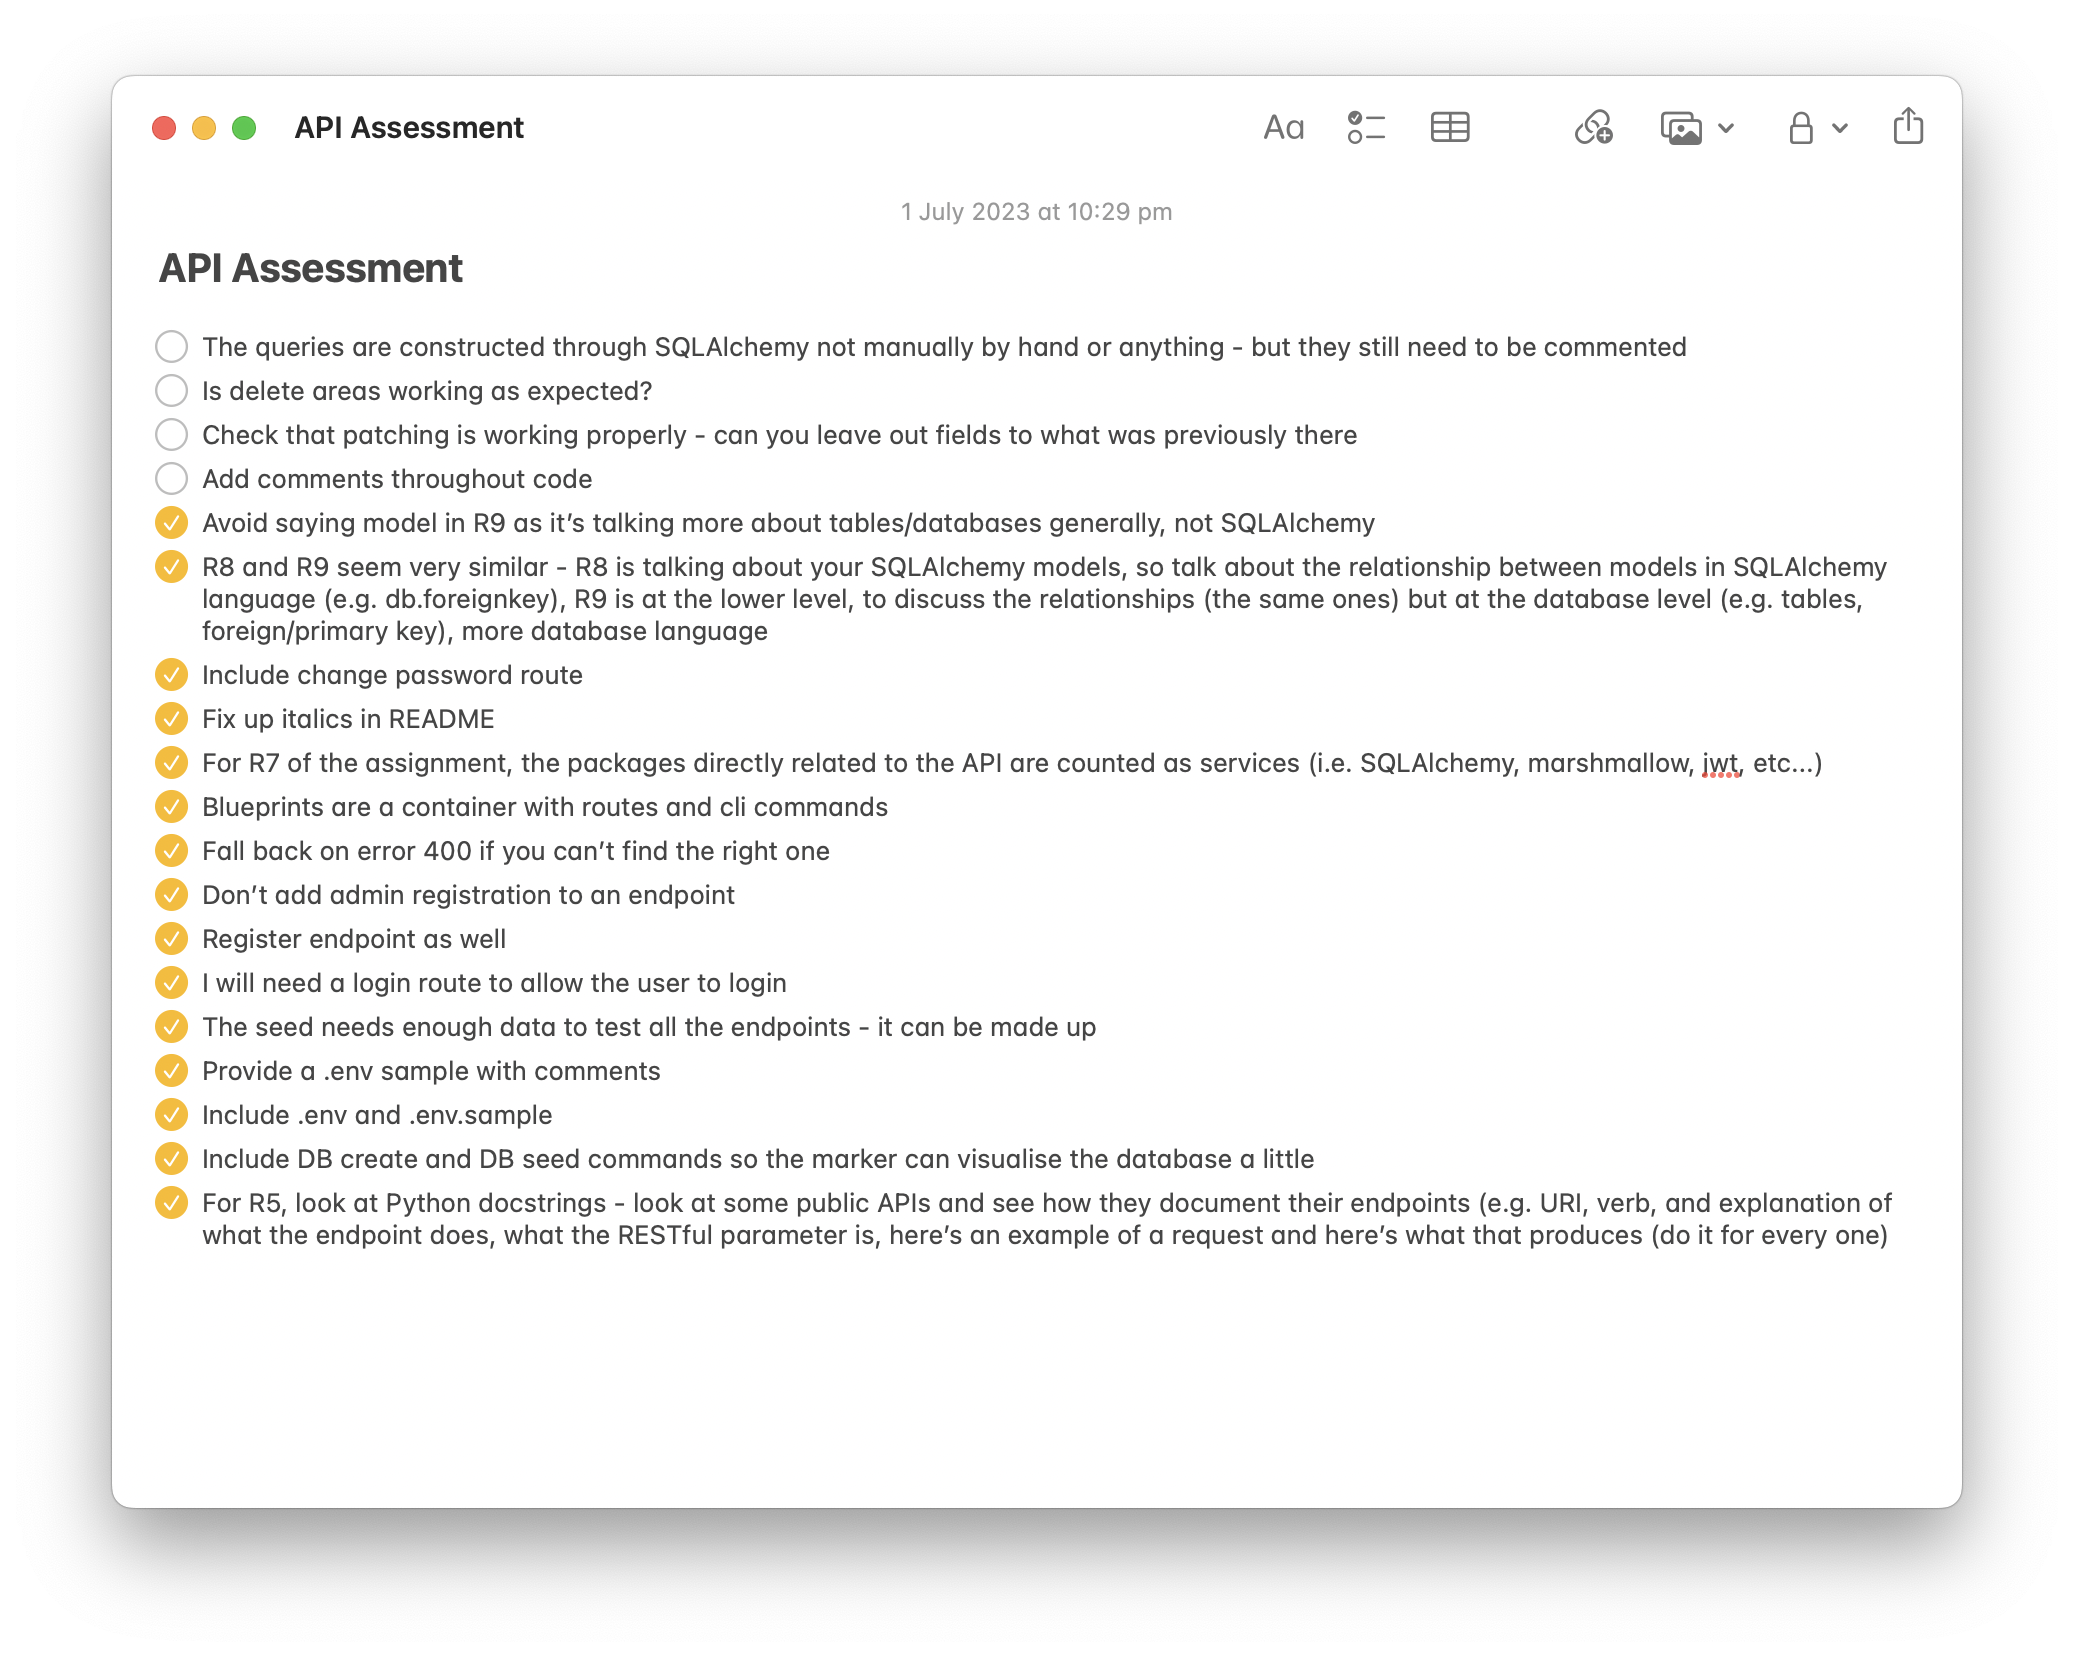 API Assessment
Aa
1 July 2023 at 10:29 pm
API Assessment
The queries are constructed through SQLAlchemy not manually by hand or anything - but they still need to be commented
Is delete areas working as expected?
Check that patching is working properly - can you leave out fields to what was previously there
Add comments throughout code
Avoid saying model in R9 as it’s talking more about tables/databases generally, not SQLAlchemy
R8 and R9 seem very similar - R8 is talking about your SQLAlchemy models, so talk about the relationship between models in SQLAlchemy
language (e.g. db.foreignkey), R9 is at the lower level, to discuss the relationships (the same ones) but at the database level (e.g. tables,
foreign/primary key), more database language
Include change password route
Fix up italics in README
For R7 of the assignment, the packages directly related to the API are counted as services (i.e. SQLAlchemy, marshmallow, jwt, etc...)
Blueprints are a container with routes and cli commands
Fall back on error 400 if you can’t find the right one
Don’t add admin registration to an endpoint
Register endpoint as well
I will need a login route to allow the user to login
The seed needs enough data to test all the endpoints - it can be made up
Provide a .env sample with comments
Include .env and .env.sample
Include DB create and DB seed commands so the marker can visualise the database a little
For R5, look at Python docstrings - look at some public APIs and see how they document their endpoints (e.g. URI, verb, and explanation of
what the endpoint does, what the RESTful parameter is, here’s an example of a request and here’s what that produces (do it for every one)